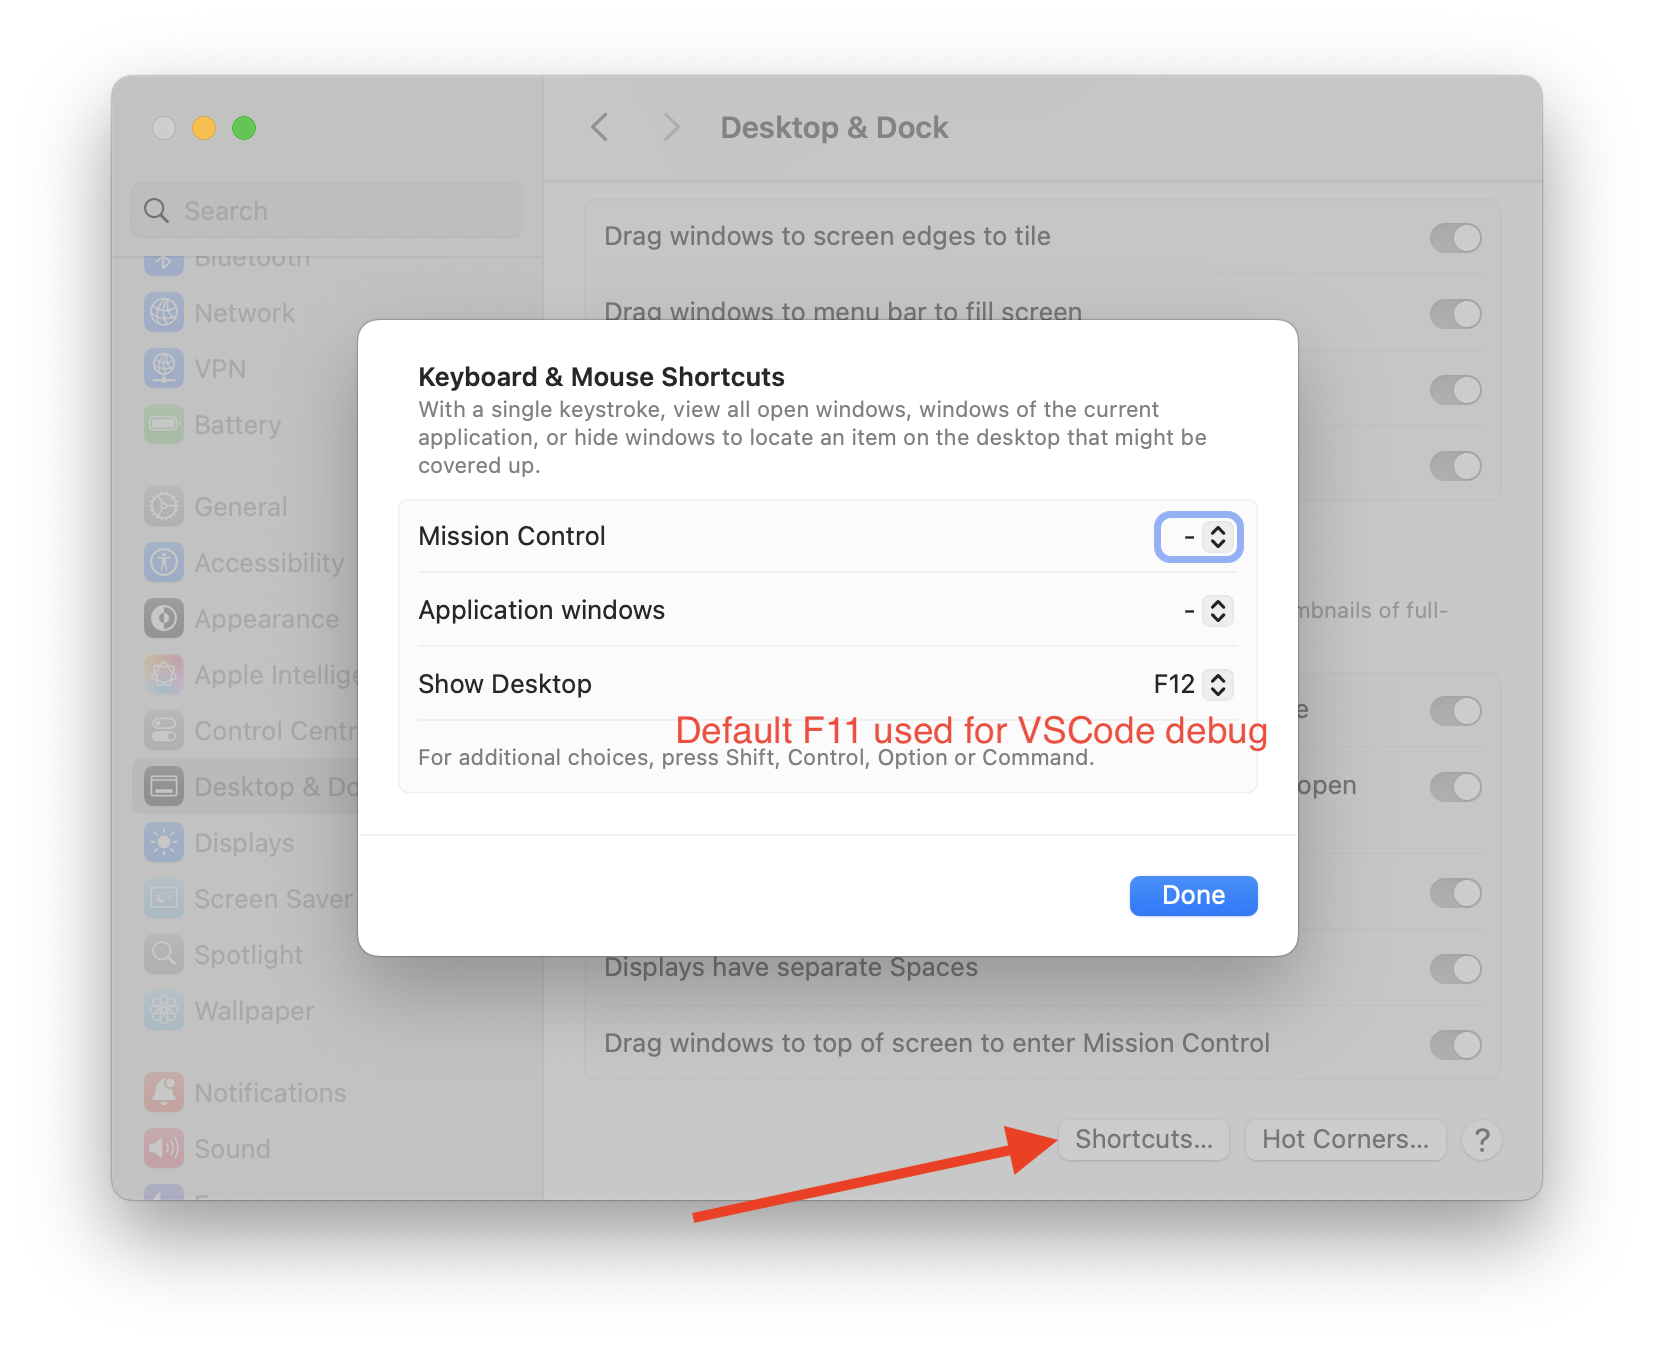 Desktop & Dock
Search
Bluetooth
Network
VPN
Battery
General
Accessibility
Appearance
Apple Intellige
Control Centr
Desktop & Do
Displays
Screen Saver
Spotlight
Wallpaper
Notifications
Sound
Drag windows to screen edges to tile
Drag windows to menu bar to fill screen
Keyboard & Mouse Shortcuts
With a single keystroke, view all open windows, windows of the current
application, or hide windows to locate an item on the desktop that might be
covered up.
Mission Control -
Application windows -
Show Desktop F12
Default F11 used for VSCode debug
For additional choices, press Shift, Control, Option or Command.
Done
mbnails of full-
e
open
Displays have separate Spaces
Drag windows to top of screen to enter Mission Control
Shortcuts... Hot Corners... ?